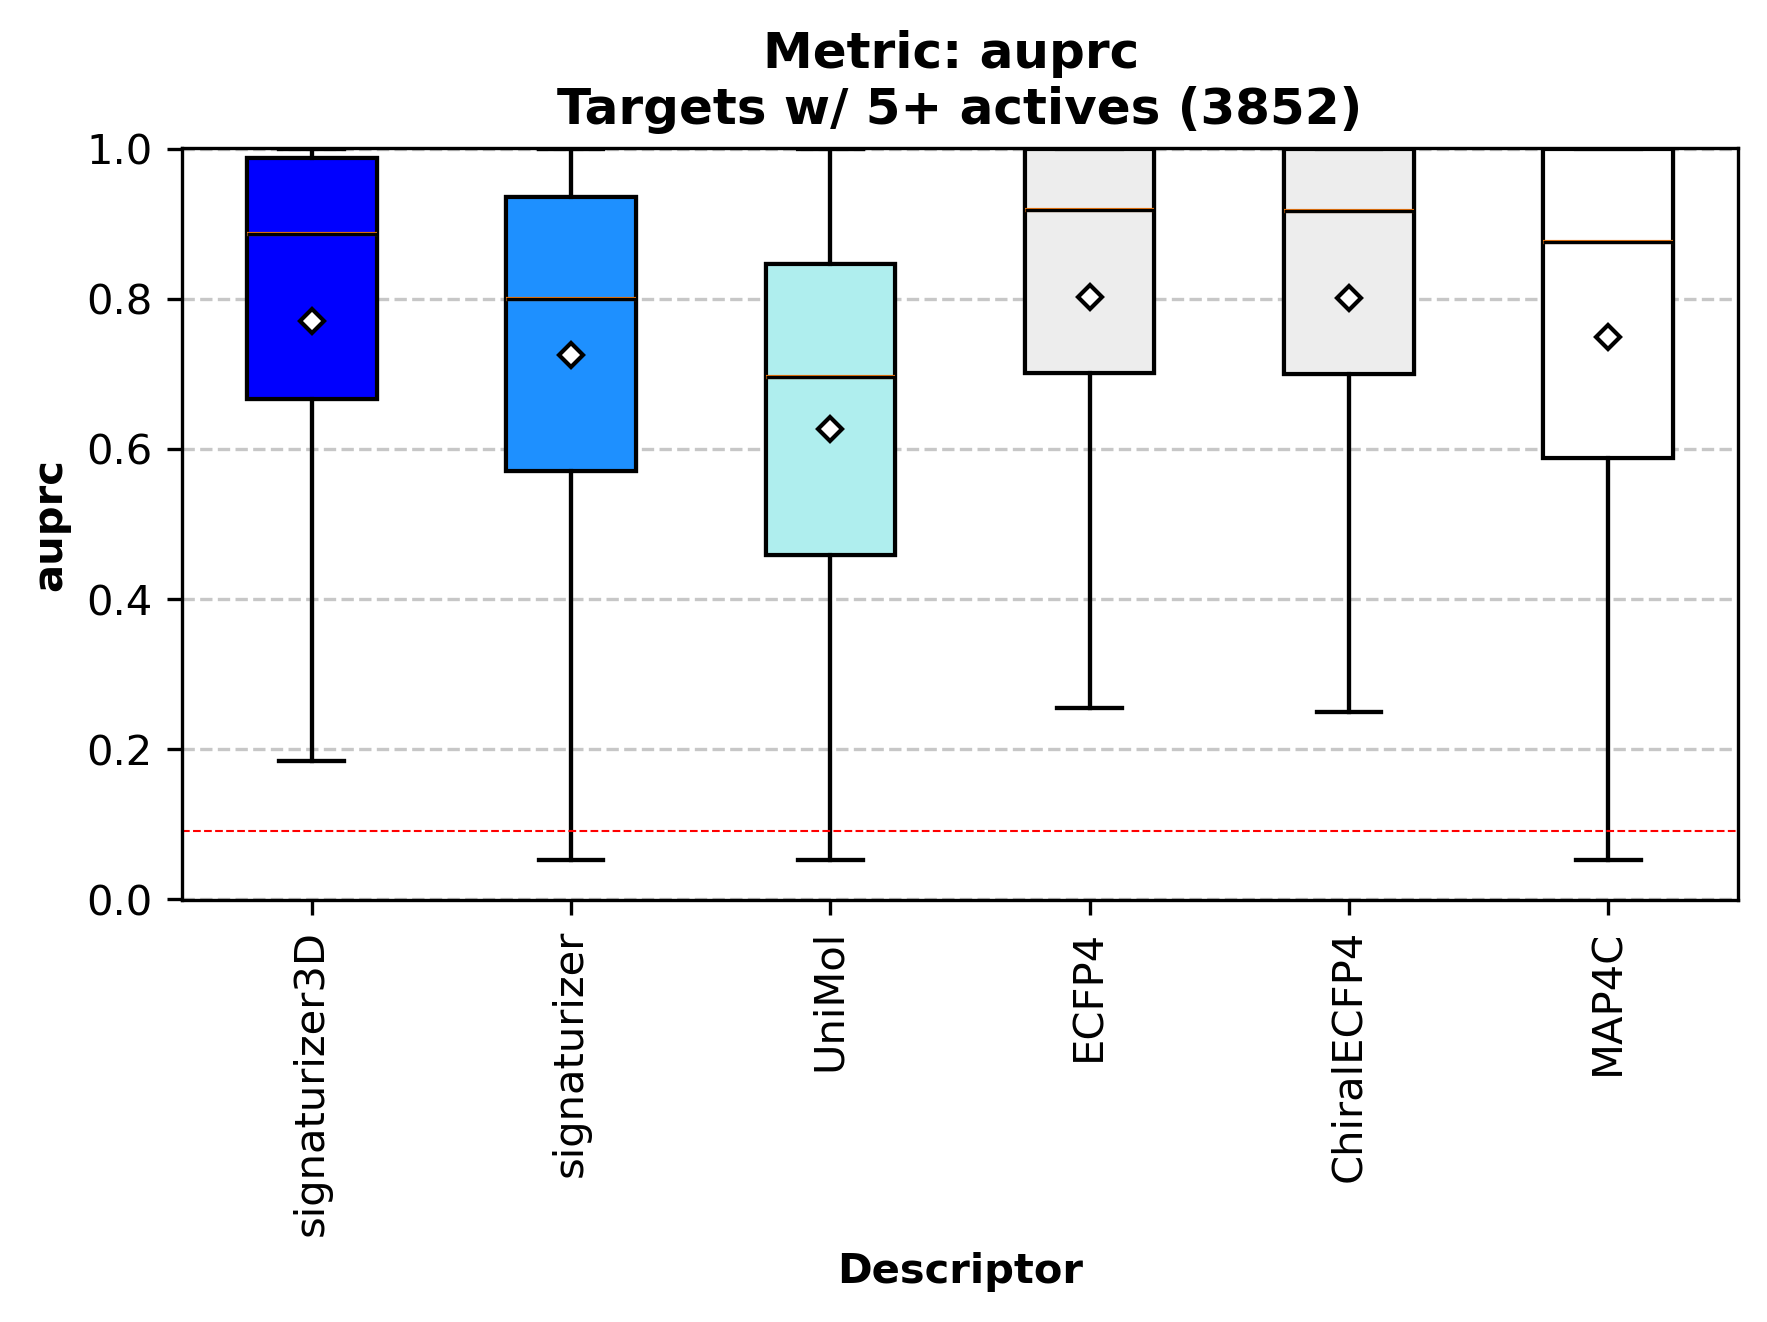 Metric: auprc
Targets w/ 5+ actives (3852)
1.0
0.8
0.6
0.4
0.2
0.0
auprc
signaturizer3D
signaturizer
UniMol
ECFP4
ChiralECFP4
MAP4C
Descriptor